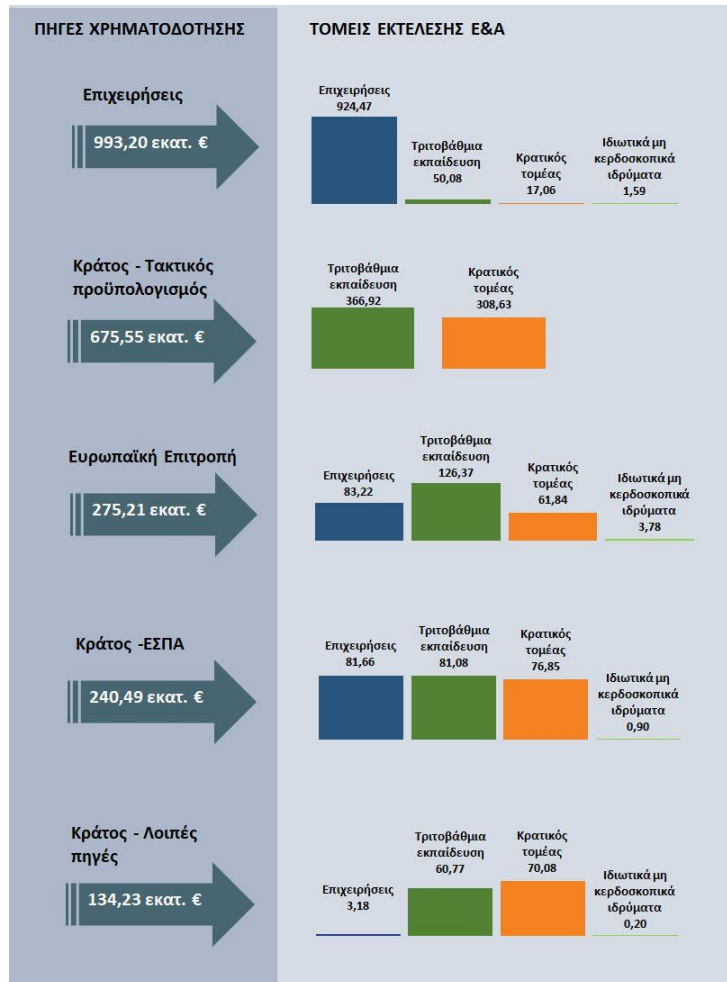 ΠΗΓΕΣ ΧΡΗΜΑΤΟΔΟΤΗΣΗΣ
ΤΟΜΕΙΣ ΕΚΤΕΛΕΣΗΣ Ε&Α
Επιχειρήσεις
993,20 εκατ. €
Επιχειρήσεις
924,47
Τριτοβάθμια
εκπαίδευση
50,08
Κρατικός
τομέας
17,06
Ιδιωτικά μη
κερδοσκοπικά
ιδρύματα
1,59
Κράτος - Τακτικός
προϋπολογισμός
675,55 εκατ. €
Τριτοβάθμια
εκπαίδευση
366,92
Κρατικός
τομέας
308,63
Ευρωπαϊκή Επιτροπή
275,21 εκατ. €
Επιχειρήσεις
83,22
Τριτοβάθμια
εκπαίδευση
126,37
Κρατικός
τομέας
61,84
Ιδιωτικά μη
κερδοσκοπικά
ιδρύματα
3,78
Κράτος -ΕΣΠΑ
240,49 εκατ. €
Επιχειρήσεις
81,66
Τριτοβάθμια
εκπαίδευση
81,08
Κρατικός
τομέας
76,85
Ιδιωτικά μη
κερδοσκοπικά
ιδρύματα
0,90
Κράτος - Λοιπές
πηγές
134,23 εκατ. €
Επιχειρήσεις
3,18
Τριτοβάθμια
εκπαίδευση
60,77
Κρατικός
τομέας
70,08
Ιδιωτικά μη
κερδοσκοπικά
ιδρύματα
0,20